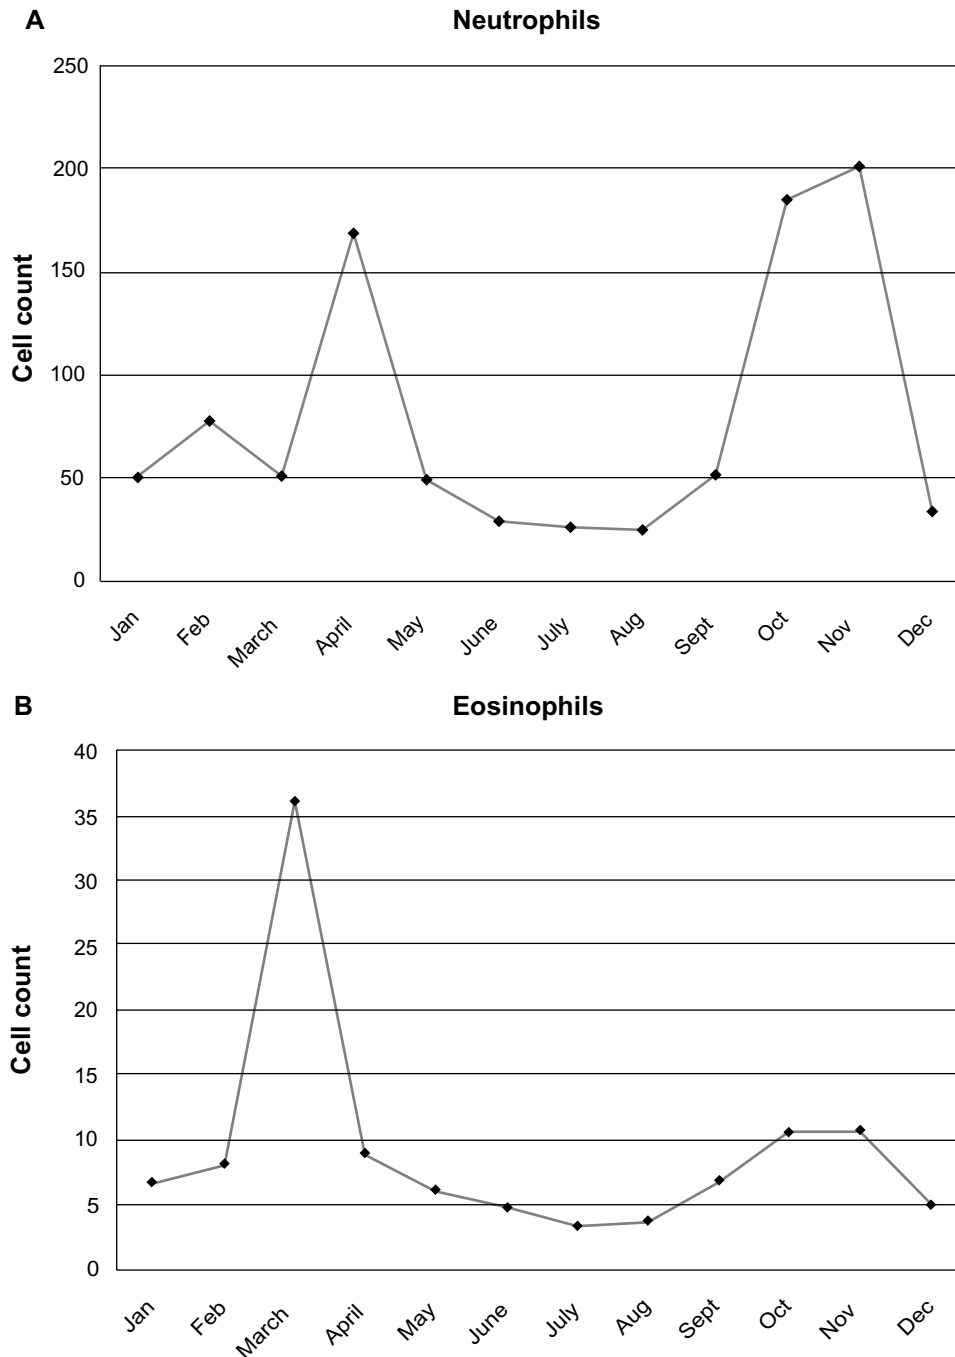 A
Neutrophils
Cell count
250
200
150
100
50
0
Jan Feb March April May June July Aug Sept Oct Nov Dec
B
Eosinophils
Cell count
40
35
30
25
20
15
10
5
0
Jan Feb March April May June July Aug Sept Oct Nov Dec